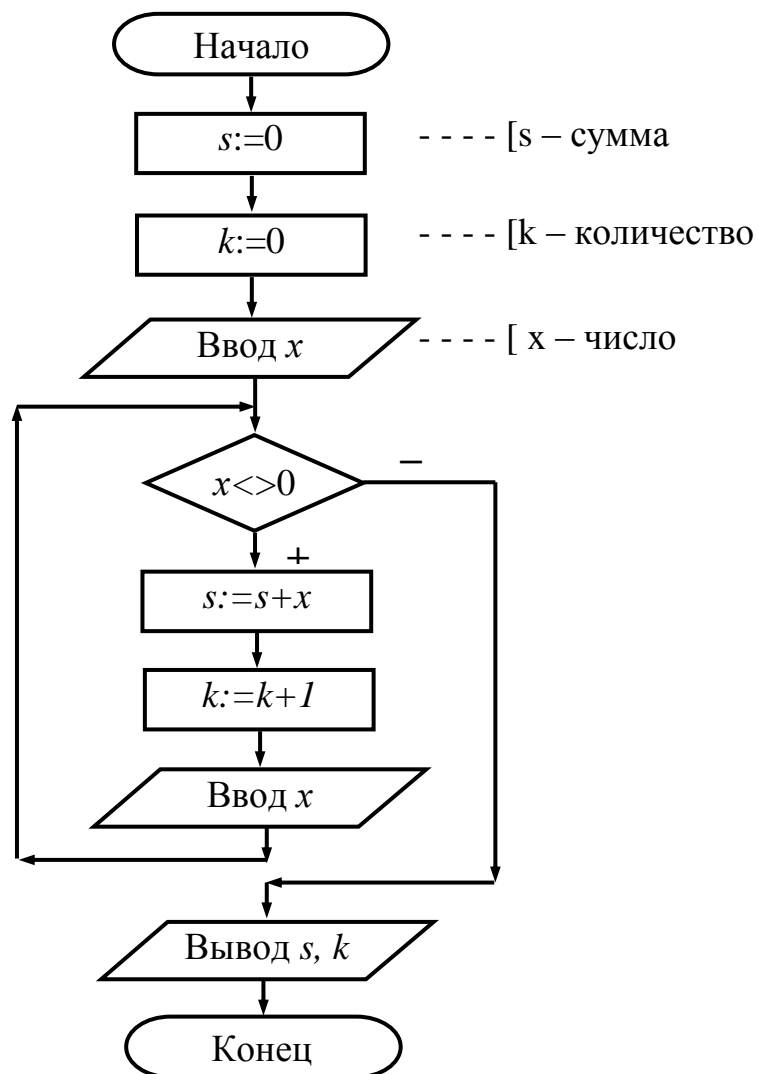 Начало
s:=0 - - - - [s – сумма
k:=0 - - - - [k – количество
Ввод x - - - - [ x – число
x<>0 –
+
s:=s+x
k:=k+1
Ввод x
Вывод s, k
Конец